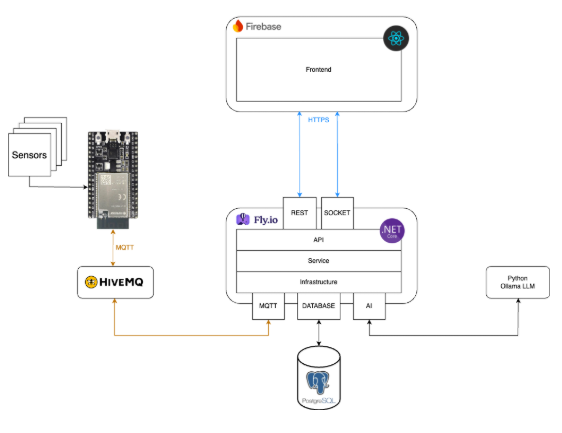 Firebase
Frontend
HTTPS
Sensors
REST
SOCKET
Fly.io
.NET
Core
API
MQTT
Service
HIVEMQ
Infrastructure
Python
Ollama LLM
MQTT
DATABASE
AI
PostgreSQL